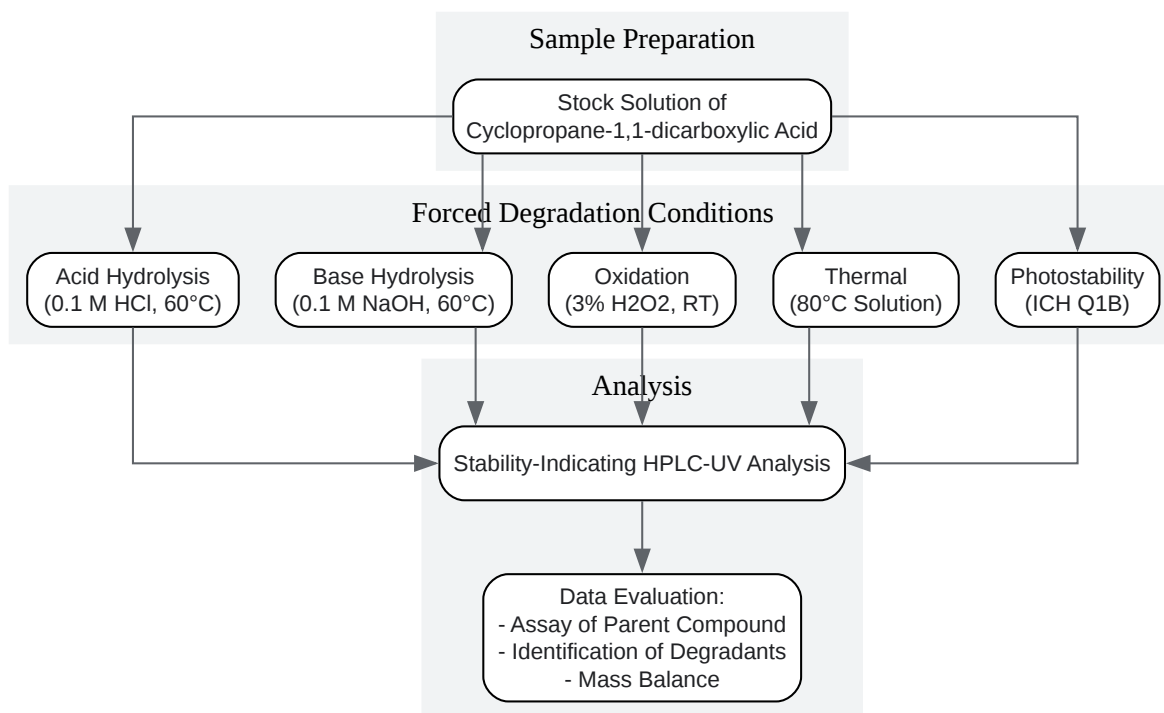 Sample Preparation
Stock Solution of
Cyclopropane-1,1-dicarboxylic Acid
Forced Degradation Conditions
Acid Hydrolysis
(0.1 M HCl, 60°C)
Base Hydrolysis
(0.1 M NaOH, 60°C)
Oxidation
(3% H2O2, RT)
Thermal
(80°C Solution)
Photostability
(ICH Q1B)
Analysis
Stability-Indicating HPLC-UV Analysis
Data Evaluation:
- Assay of Parent Compound
- Identification of Degradants
- Mass Balance